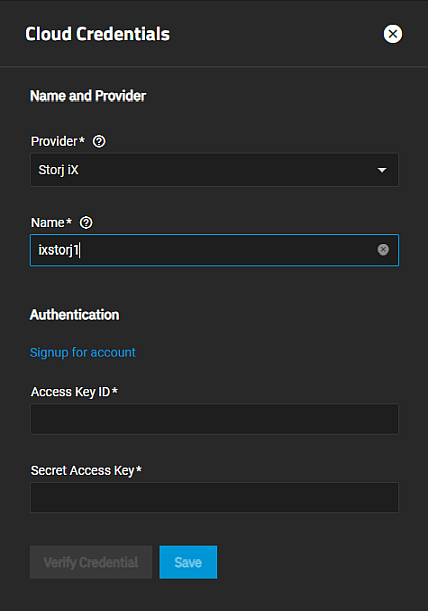 Cloud Credentials
Name and Provider
Provider*
Storj iX
Name*
ixstorj1
Authentication
Signup for account
Access Key ID*
Secret Access Key*
Verify Credential
Save